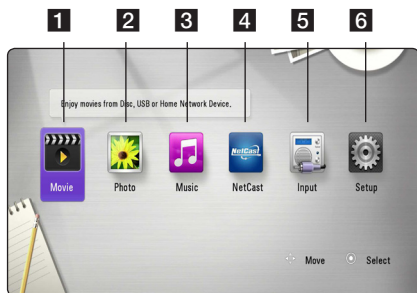 1 2 3 4 5 6
Enjoy movies from Disc, USB or Home Network Device.
NetCast
Movie Photo Music NetCast Input Setup
Move Select